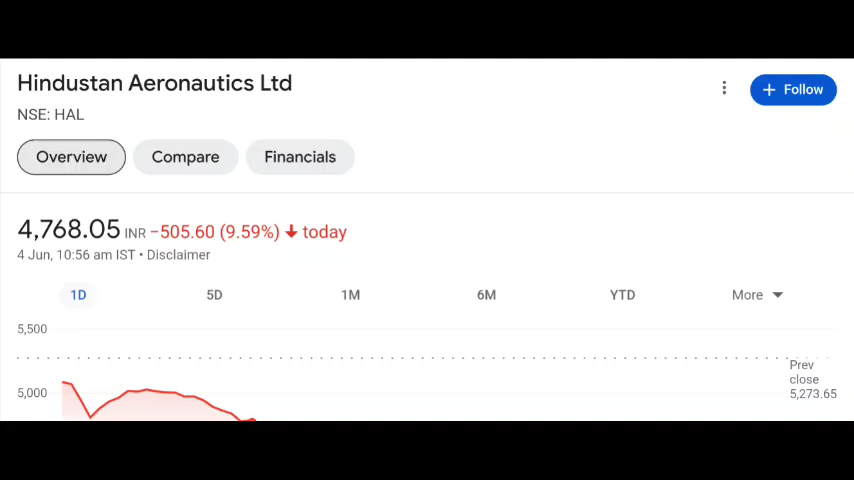 Hindustan Aeronautics Ltd
+ Follow
NSE: HAL
Overview Compare Financials
4,768.05 INR −505.60 (9.59%) ↓ today
4 Jun, 10:56 am IST • Disclaimer
1D 5D 1M 6M YTD More
5,500
Prev
close
5,273.65
5,000